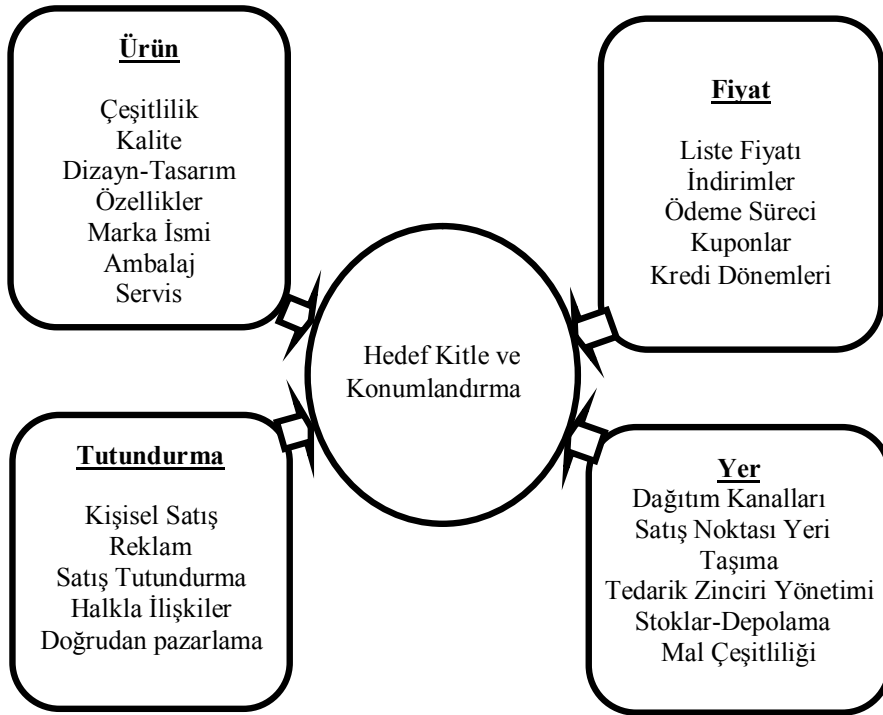 Ürün
Çeşitlilik
Kalite
Dizayn-Tasarım
Özellikler
Marka İsmi
Ambalaj
Servis
Fiyat
Liste Fiyatı
İndirimler
Ödeme Süreci
Kuponlar
Kredi Dönemleri
Hedef Kitle ve
Konumlandırma
Tutundurma
Kişisel Satış
Reklam
Satış Tutundurma
Halkla İlişkiler
Doğrudan pazarlama
Yer
Dağıtım Kanalları
Satış Noktası Yeri
Taşıma
Tedarik Zinciri Yönetimi
Stoklar-Depolama
Mal Çeşitliliği